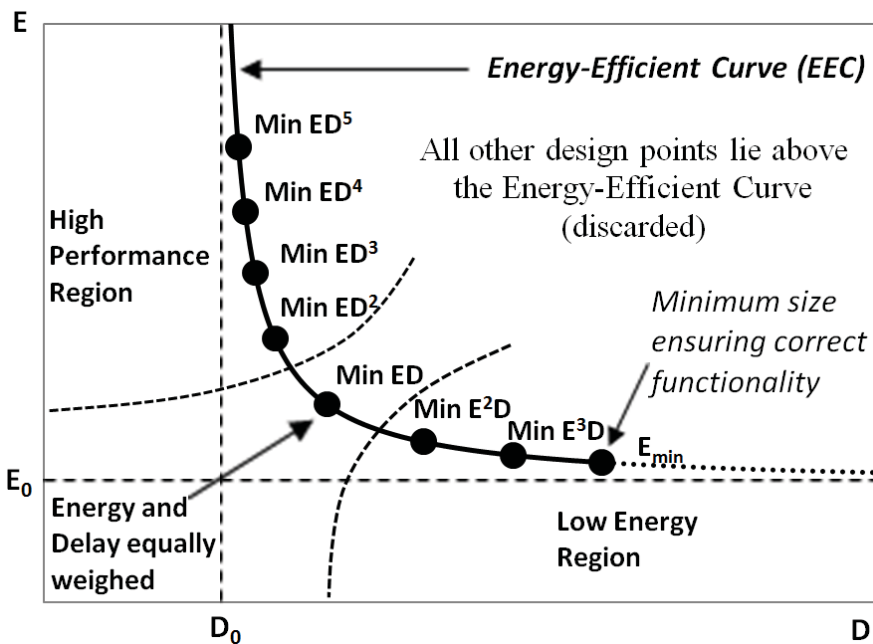 E
Energy-Efficient Curve (EEC)
Min ED⁵
All other design points lie above
the Energy-Efficient Curve
(discarded)
Min ED⁴
High
Performance
Region
Min ED³
Min ED²
Minimum size
ensuring correct
functionality
Min ED
Min E²D
Min E³D
Eₘᵢₙ
E₀
Energy and
Delay equally
weighed
Low Energy
Region
D₀
D